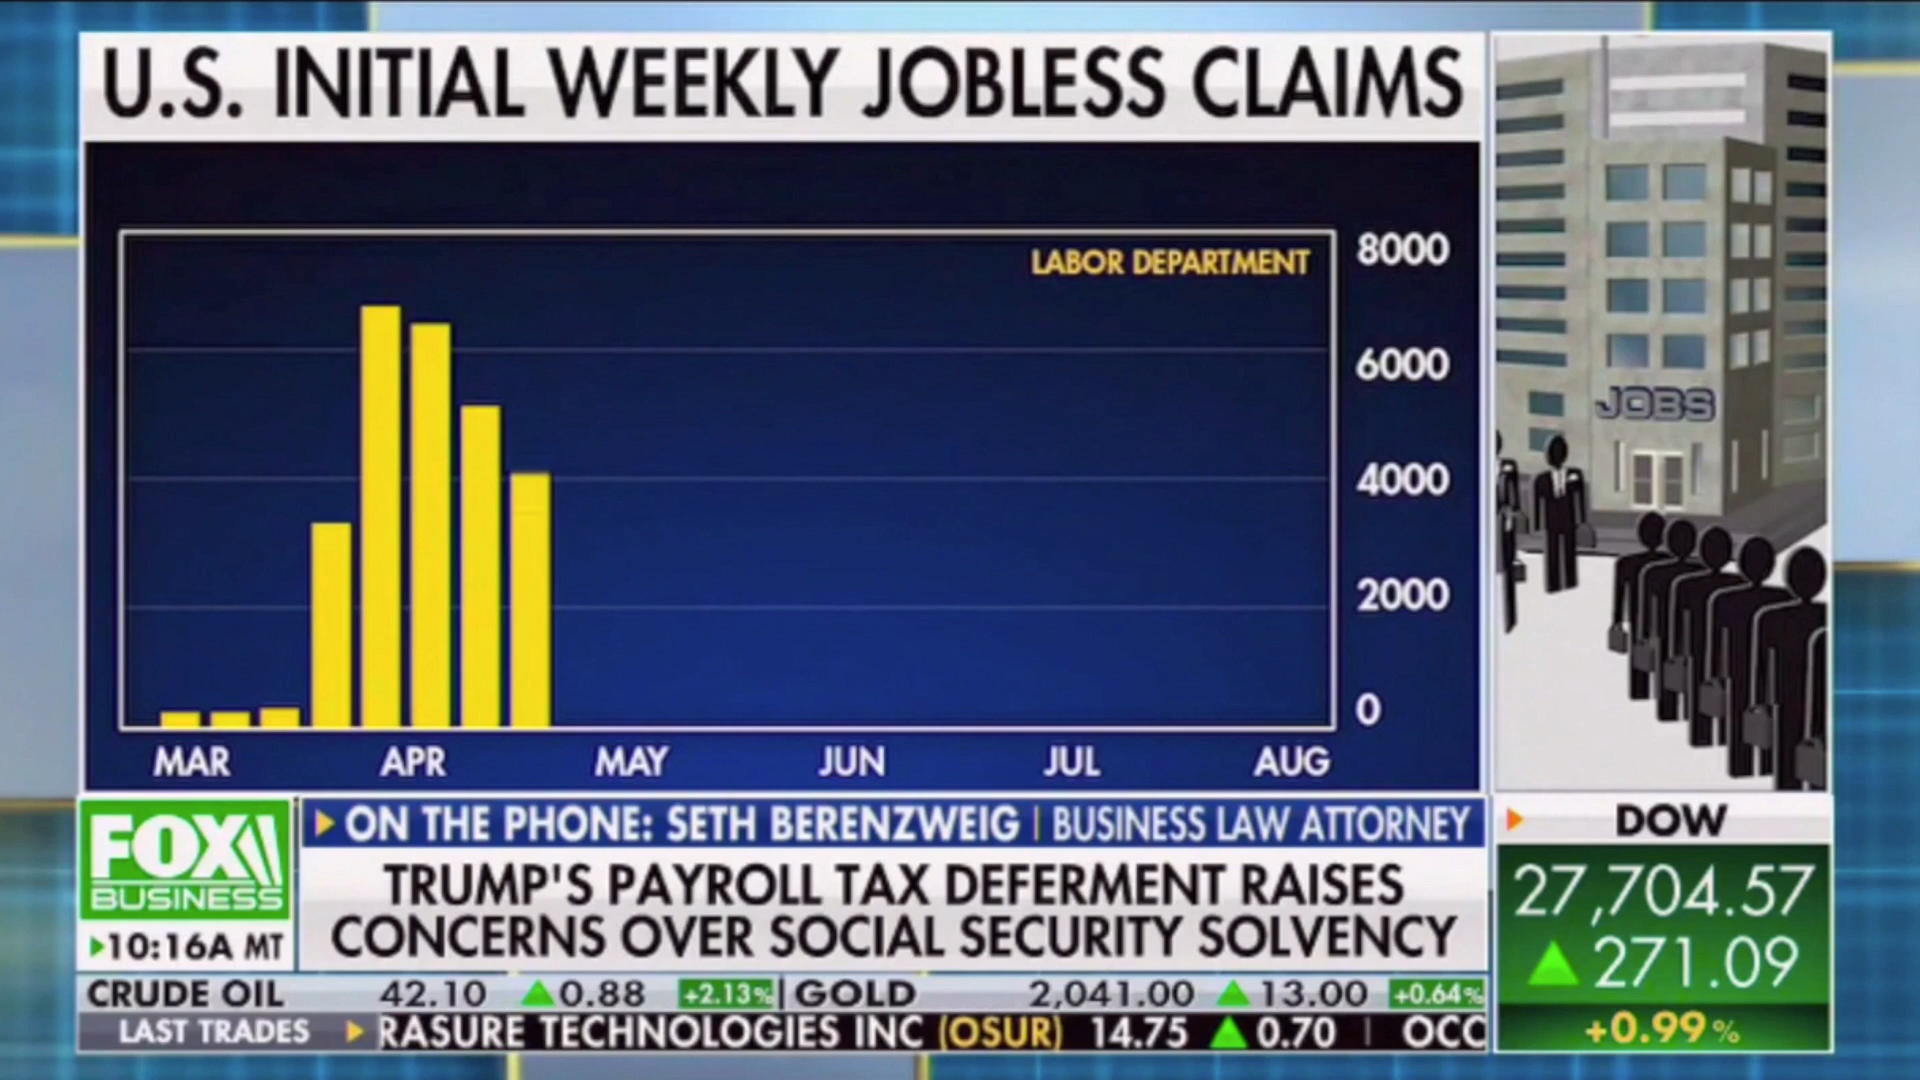 U.S. INITIAL WEEKLY JOBLESS CLAIMS
LABOR DEPARTMENT
8000
6000
4000
2000
0
MAR APR MAY JUN JUL AUG
JOBS
FOX
BUSINESS
10:16A MT
ON THE PHONE: SETH BERENZWEIG | BUSINESS LAW ATTORNEY
TRUMP'S PAYROLL TAX DEFERMENT RAISES
CONCERNS OVER SOCIAL SECURITY SOLVENCY
DOW
27,704.57
271.09
+0.99%
CRUDE OIL 42.10 0.88 +2.13% GOLD 2,041.00 13.00 +0.64%
LAST TRADES RASURE TECHNOLOGIES INC (OSUR) 14.75 0.70 | OCC